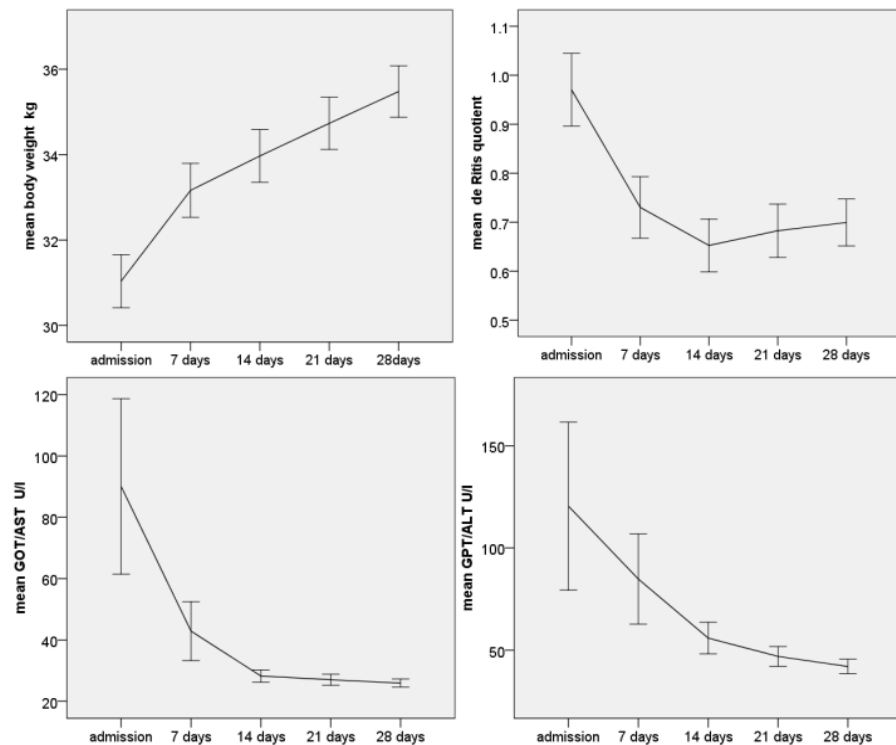 mean body weight kg
36
34
32
30
admission 7 days 14 days 21 days 28days
mean de Ritis quotient
1.1
1.0
0.9
0.8
0.7
0.6
0.5
admission 7 days 14 days 21 days 28 days
mean GOT/AST U/I
120
100
80
60
40
20
admission 7 days 14 days 21 days 28 days
mean GPT/ALT U/I
150
100
50
admission 7 days 14 days 21 days 28 days